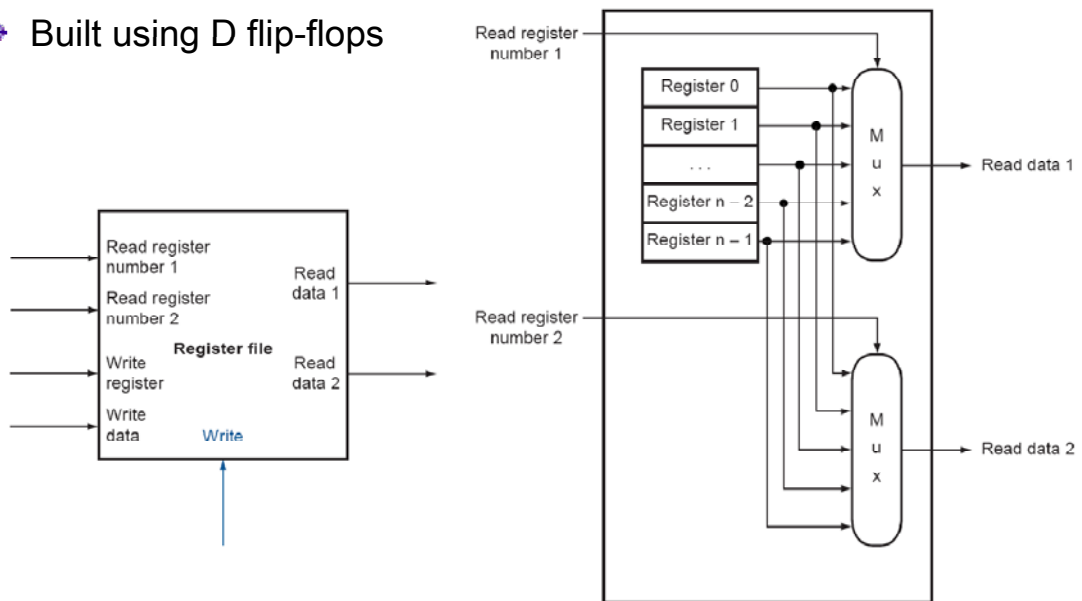 Built using D flip-flops
Read register
number 1
Read register
number 2
Register file
Write
register
Write
data
Write
Read
data 1
Read
data 2
Read register
number 1
Register 0
Register 1
. . .
Register n – 2
Register n – 1
M
u
x
Read data 1
Read register
number 2
M
u
x
Read data 2